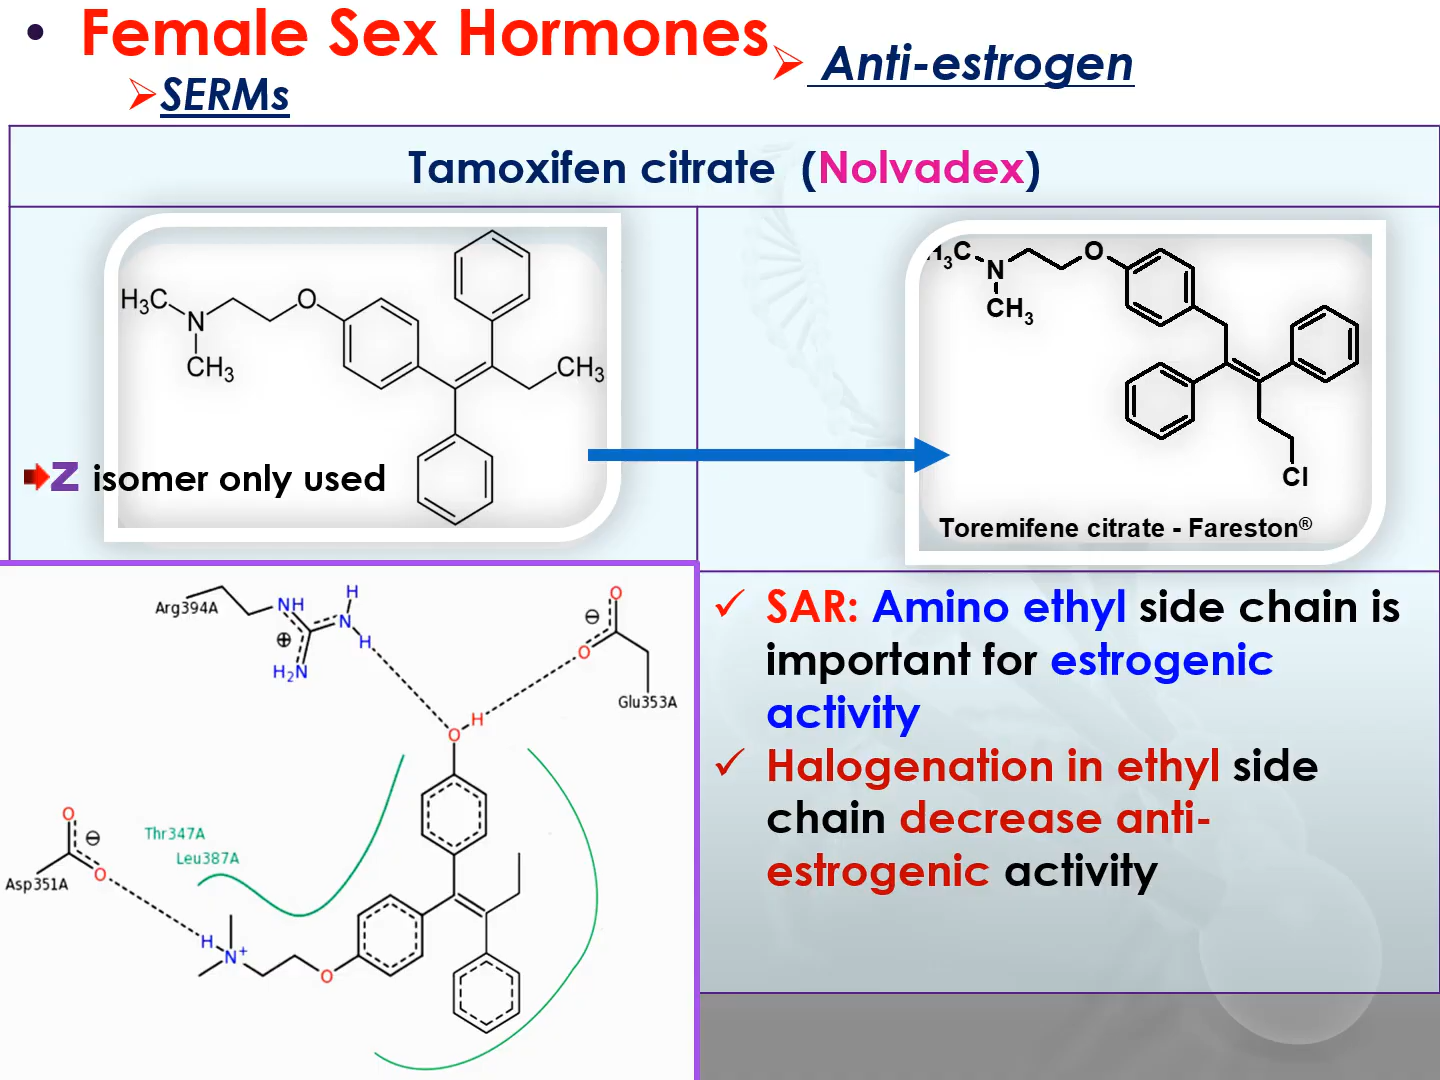 • Female Sex Hormones
➢ Anti-estrogen
➢SERMs
Tamoxifen citrate (Nolvadex)
H3C
N
CH3
O
CH3
Z isomer only used
H3C
N
CH3
O
Cl
Toremifene citrate - Fareston®
Arg394A
NH
H
N
H
H2N
⊕
O
⊖
O
Glu353A
O
H
O
⊖
O
Asp351A
Thr347A
Leu387A
H
N+
O
✓ SAR: Amino ethyl side chain is
important for estrogenic
activity
✓ Halogenation in ethyl side
chain decrease anti-
estrogenic activity